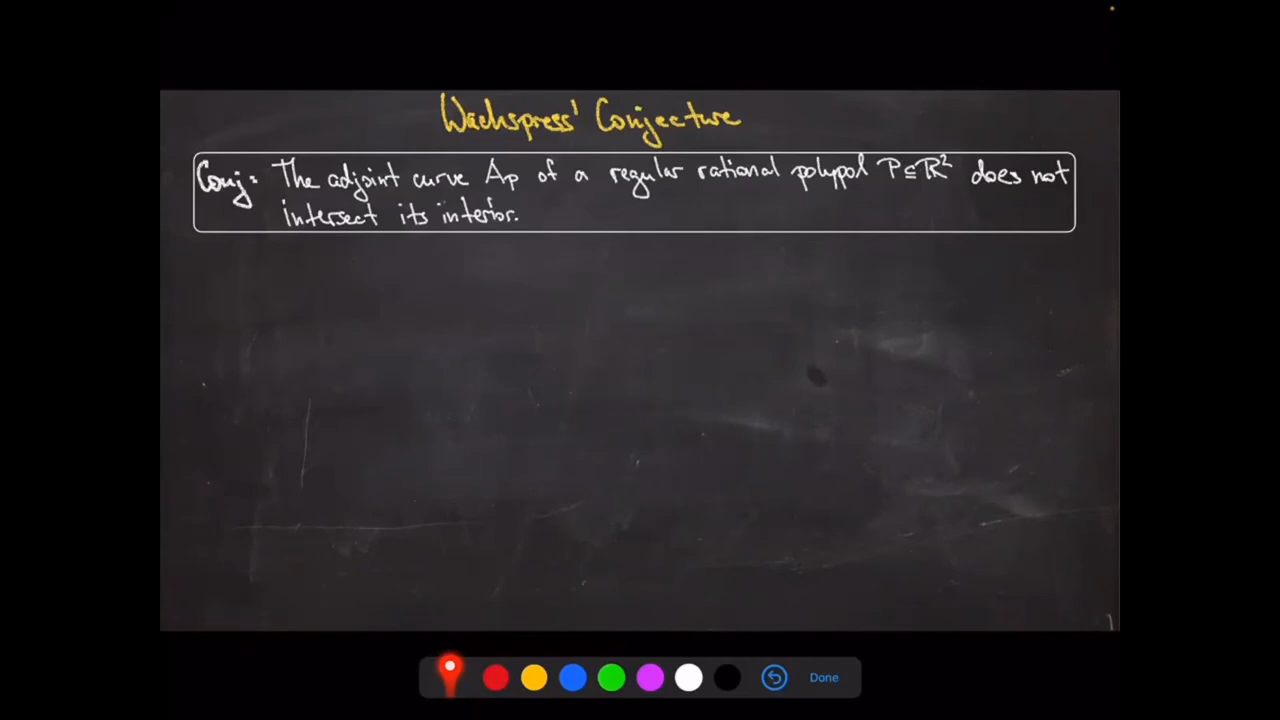 Wachspress' Conjecture
Conj: The adjoint curve Ap of a regular rational polypol P⊆ℝ² does not
intersect its interior.
Done